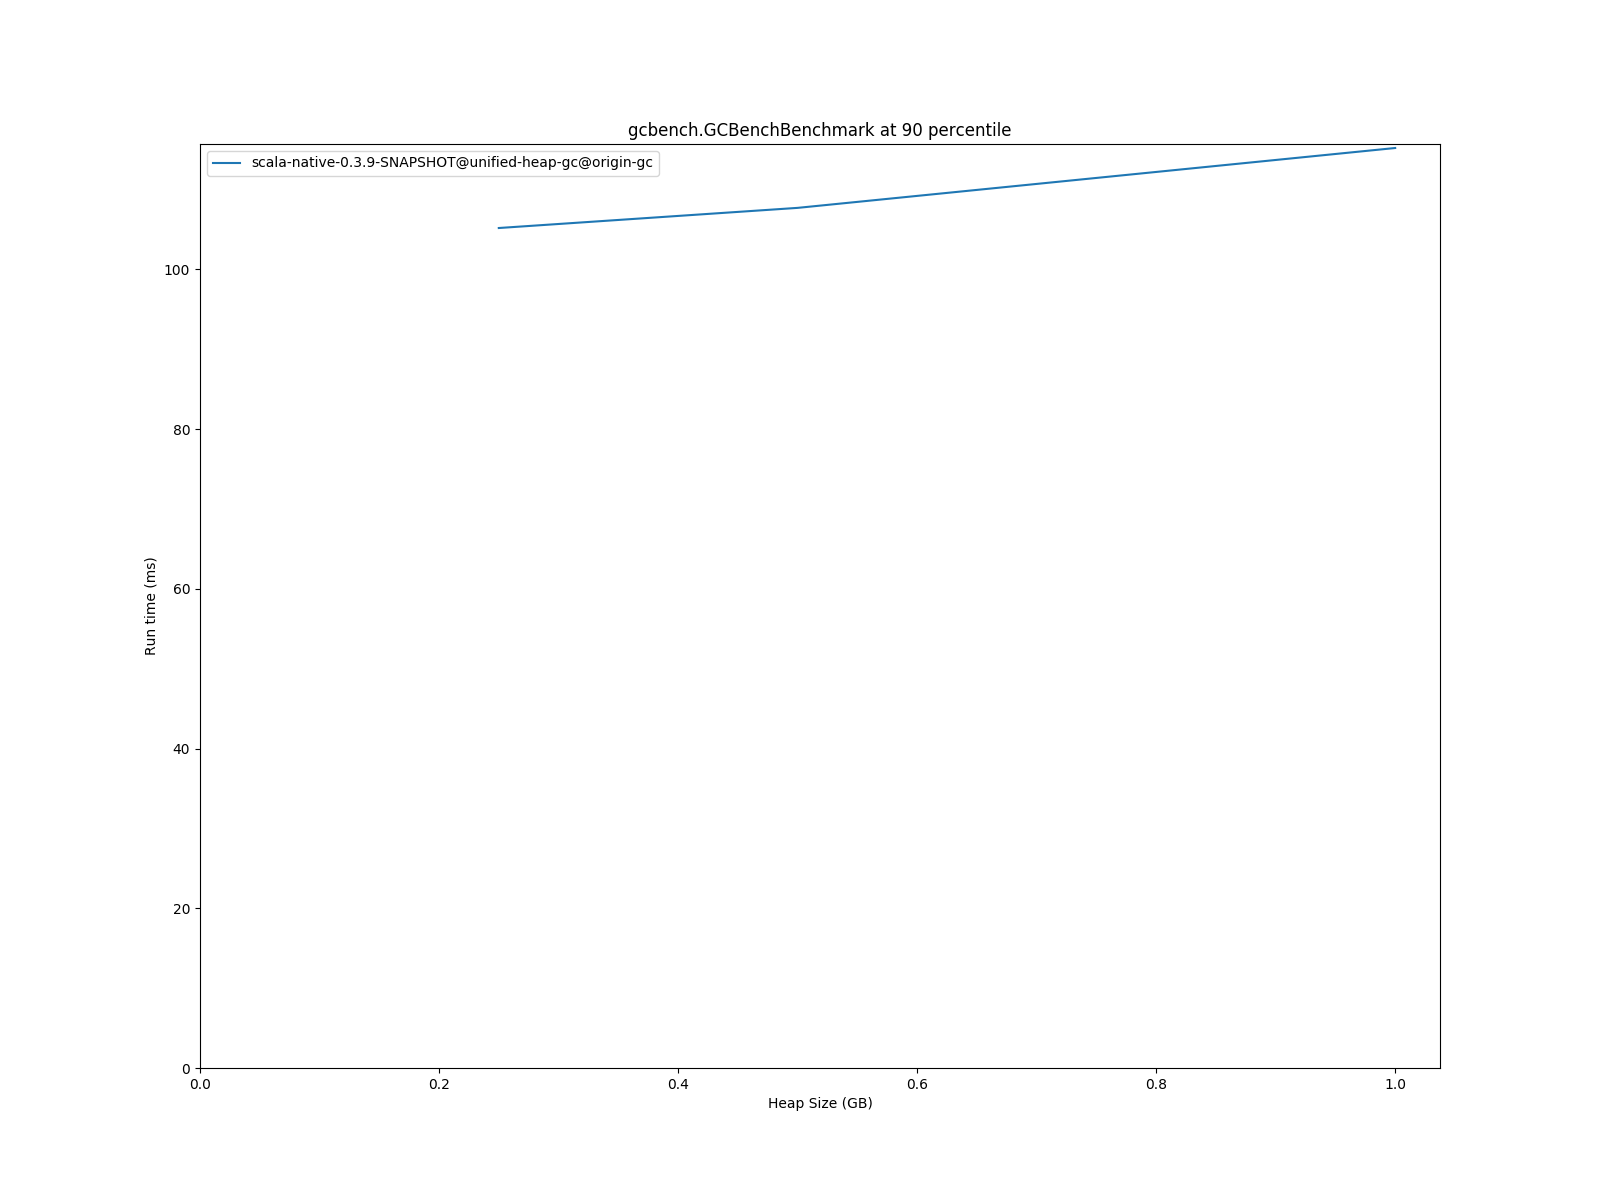 gcbench.GCBenchBenchmark at 90 percentile
scala-native-0.3.9-SNAPSHOT@unified-heap-gc@origin-gc
100
80
60
40
20
0
Run time (ms)
0.0 0.2 0.4 0.6 0.8 1.0
Heap Size (GB)